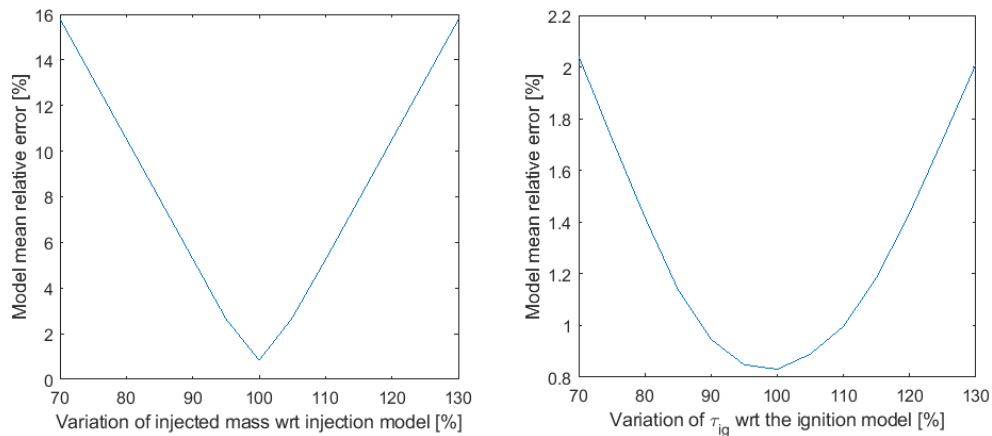 16
14
12
10
8
6
4
2
0
Model mean relative error [%]
70 80 90 100 110 120 130
Variation of injected mass wrt injection model [%]
2.2
2
1.8
1.6
1.4
1.2
1
0.8
Model mean relative error [%]
70 80 90 100 110 120 130
Variation of τig wrt the ignition model [%]